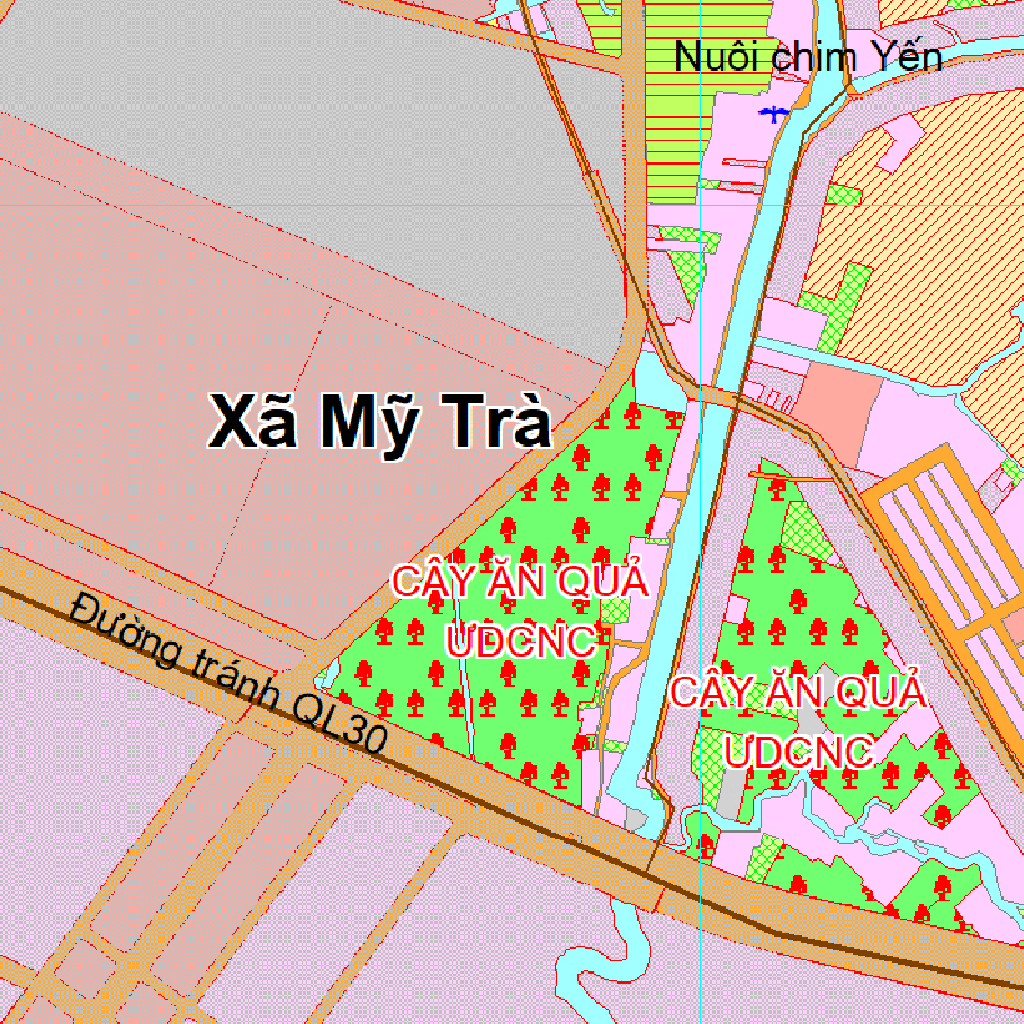 Nuôi chim Yến
Xã Mỹ Trà
CÂY ĂN QUẢ
ƯDCNC
Đường tránh QL30
CÂY ĂN QUẢ
ƯDCNC